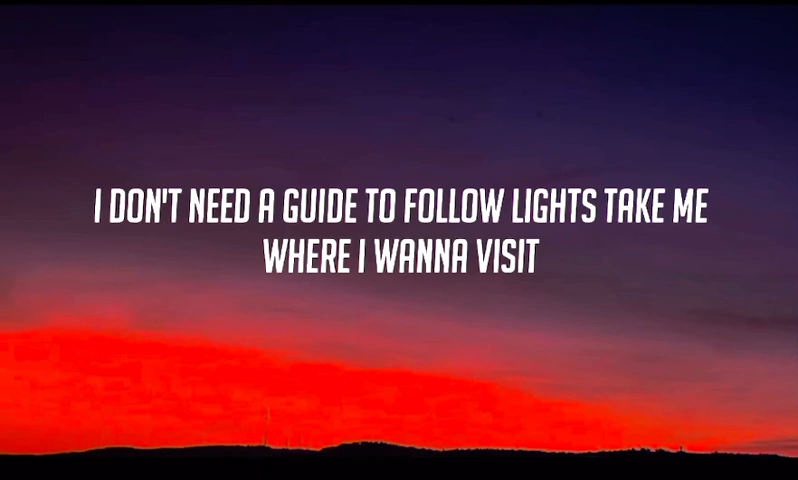 I DON'T NEED A GUIDE TO FOLLOW LIGHTS TAKE ME
WHERE I WANNA VISIT